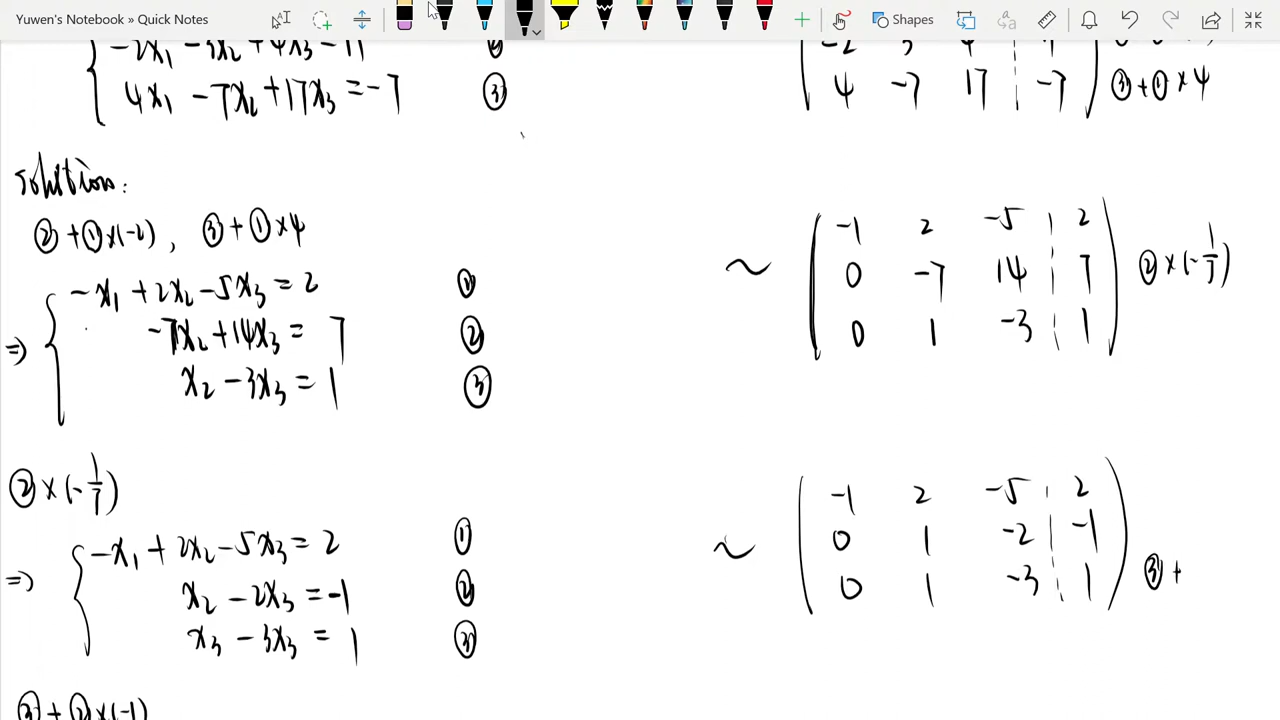 Yuwen's Notebook » Quick Notes
Shapes
4x₁ - 7x₂ + 17x₃ = -7 ③
4 -7 17 -7 ③+①×4
Solution:
②+①×(-2), ③+①×4
⇒ -x₁ + 2x₂ - 5x₃ = 2 ①
-7x₂ + 14x₃ = 7 ②
x₂ - 3x₃ = 1 ③
~ -1 2 -5 2
0 -7 14 7 ②×(-1/7)
0 1 -3 1
②×(-1/7)
⇒ -x₁ + 2x₂ - 5x₃ = 2 ①
x₂ - 2x₃ = -1 ②
x₃ - 3x₃ = 1 ③
~ -1 2 -5 2
0 1 -2 -1
0 1 -3 1 ③+
③+②×(-1)